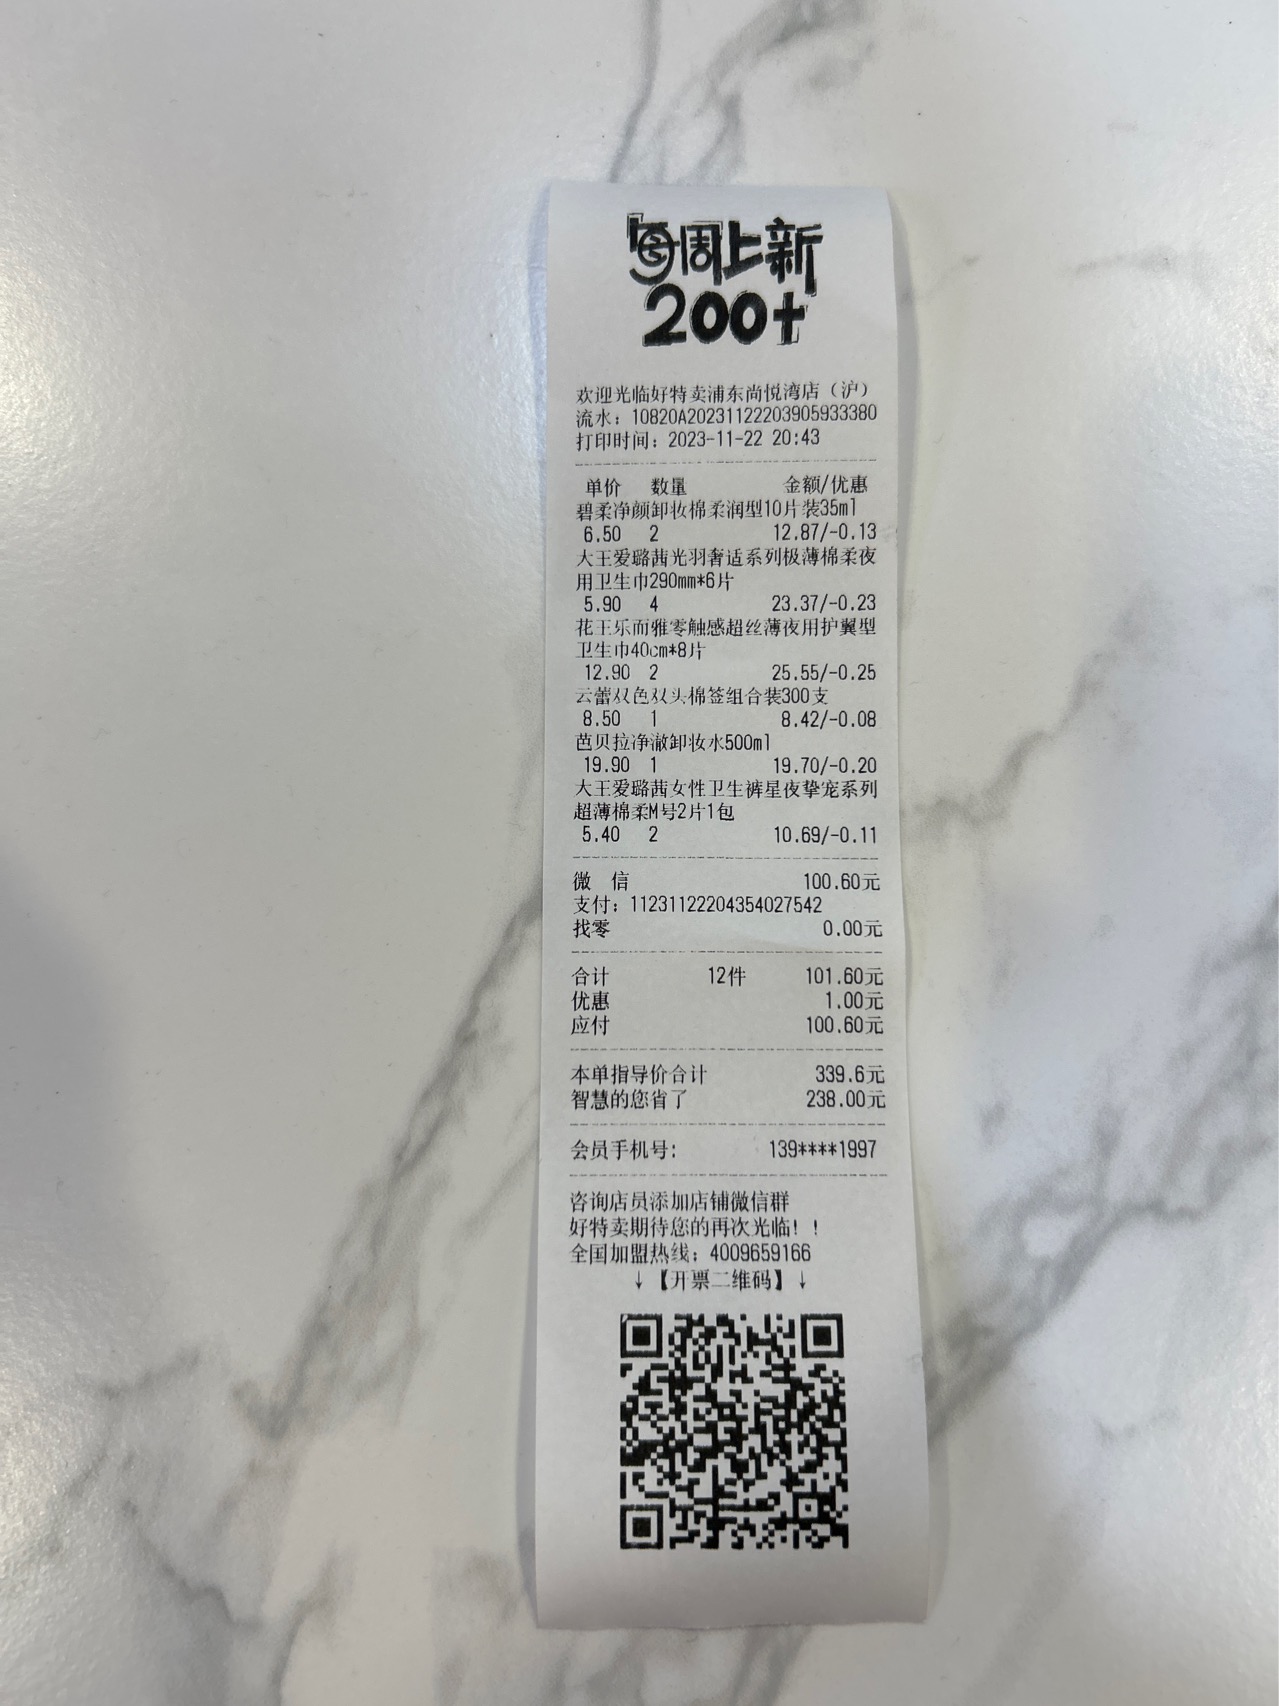 每周上新
200+
欢迎光临好特卖浦东尚悦湾店（沪）
流水：10820A20231122203905933380
打印时间：2023-11-22 20:43
单价 数量 金额/优惠
碧柔净颜卸妆棉柔润型10片装35ml
6.50 2 12.87/-0.13
大王爱璐茜光羽奢适系列极薄棉柔夜
用卫生巾290mm*6片
5.90 4 23.37/-0.23
花王乐而雅零触感超丝薄夜用护翼型
卫生巾40cm*8片
12.90 2 25.55/-0.25
云蕾双色双头棉签组合装300支
8.50 1 8.42/-0.08
芭贝拉净澈卸妆水500ml
19.90 1 19.70/-0.20
大王爱璐茜女性卫生裤星夜挚宠系列
超薄棉柔M号2片1包
5.40 2 10.69/-0.11
微 信 100.60元
支付：11231122204354027542
找零 0.00元
合计 12件 101.60元
优惠 1.00元
应付 100.60元
本单指导价合计 339.6元
智慧的您省了 238.00元
会员手机号： 139****1997
咨询店员添加店铺微信群
好特卖期待您的再次光临！！
全国加盟热线：4009659166
↓【开票二维码】↓